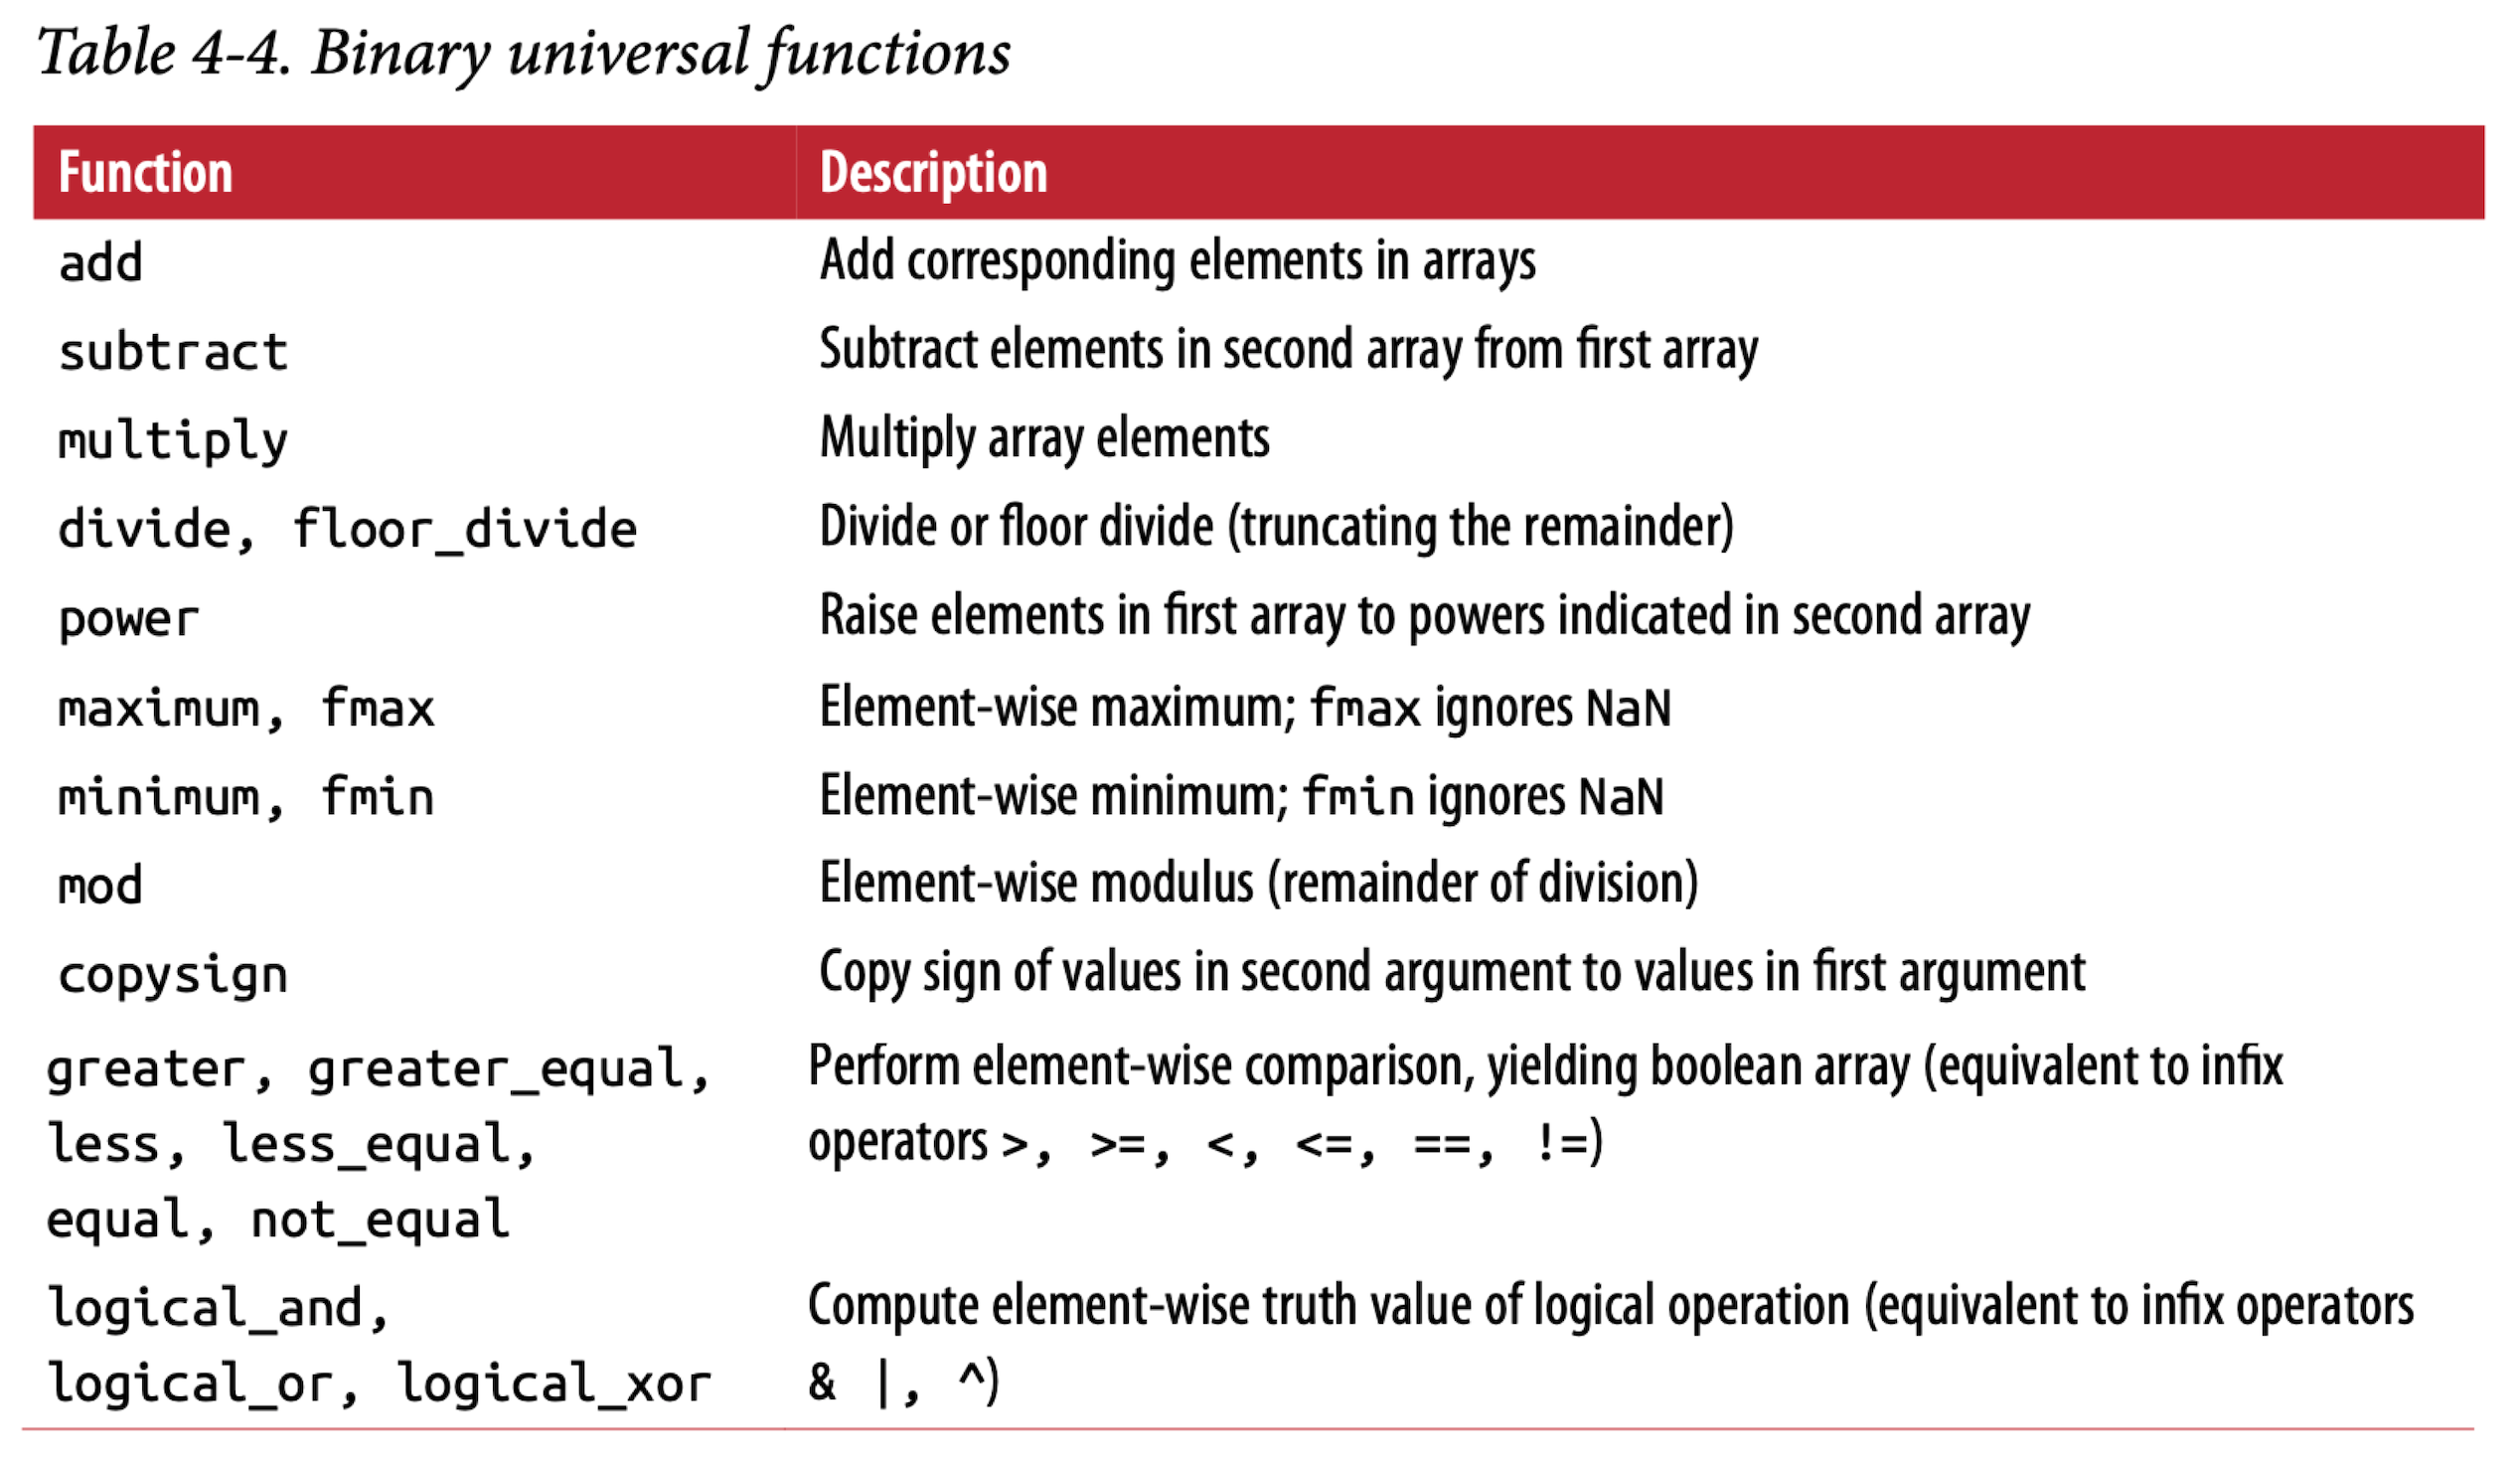 Table 4-4. Binary universal functions
Function Description
add Add corresponding elements in arrays
subtract Subtract elements in second array from first array
multiply Multiply array elements
divide, floor_divide Divide or floor divide (truncating the remainder)
power Raise elements in first array to powers indicated in second array
maximum, fmax Element-wise maximum; fmax ignores NaN
minimum, fmin Element-wise minimum; fmin ignores NaN
mod Element-wise modulus (remainder of division)
copysign Copy sign of values in second argument to values in first argument
greater, greater_equal, Perform element-wise comparison, yielding boolean array (equivalent to infix
less, less_equal, operators >, >=, <, <=, ==, !=)
equal, not_equal
logical_and, Compute element-wise truth value of logical operation (equivalent to infix operators
logical_or, logical_xor & |, ^)